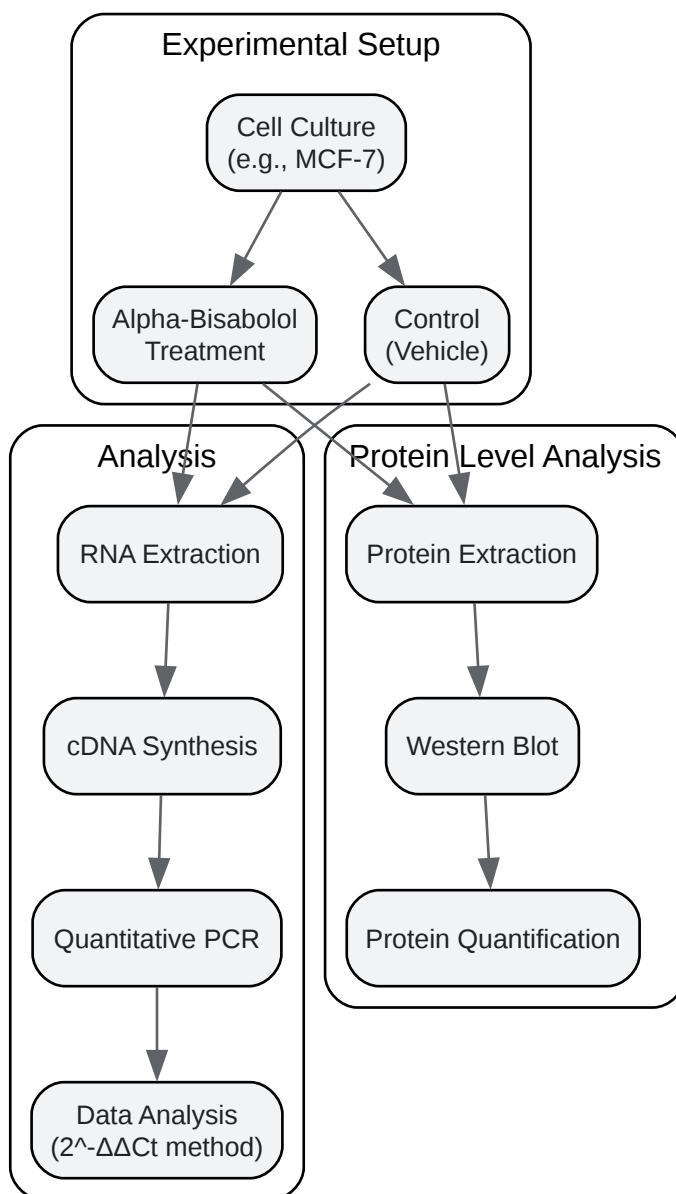 Experimental Setup
Cell Culture
(e.g., MCF-7)
Alpha-Bisabolol
Treatment
Control
(Vehicle)
Analysis
Protein Level Analysis
RNA Extraction
Protein Extraction
cDNA Synthesis
Western Blot
Quantitative PCR
Protein Quantification
Data Analysis
(2^-ΔΔCt method)